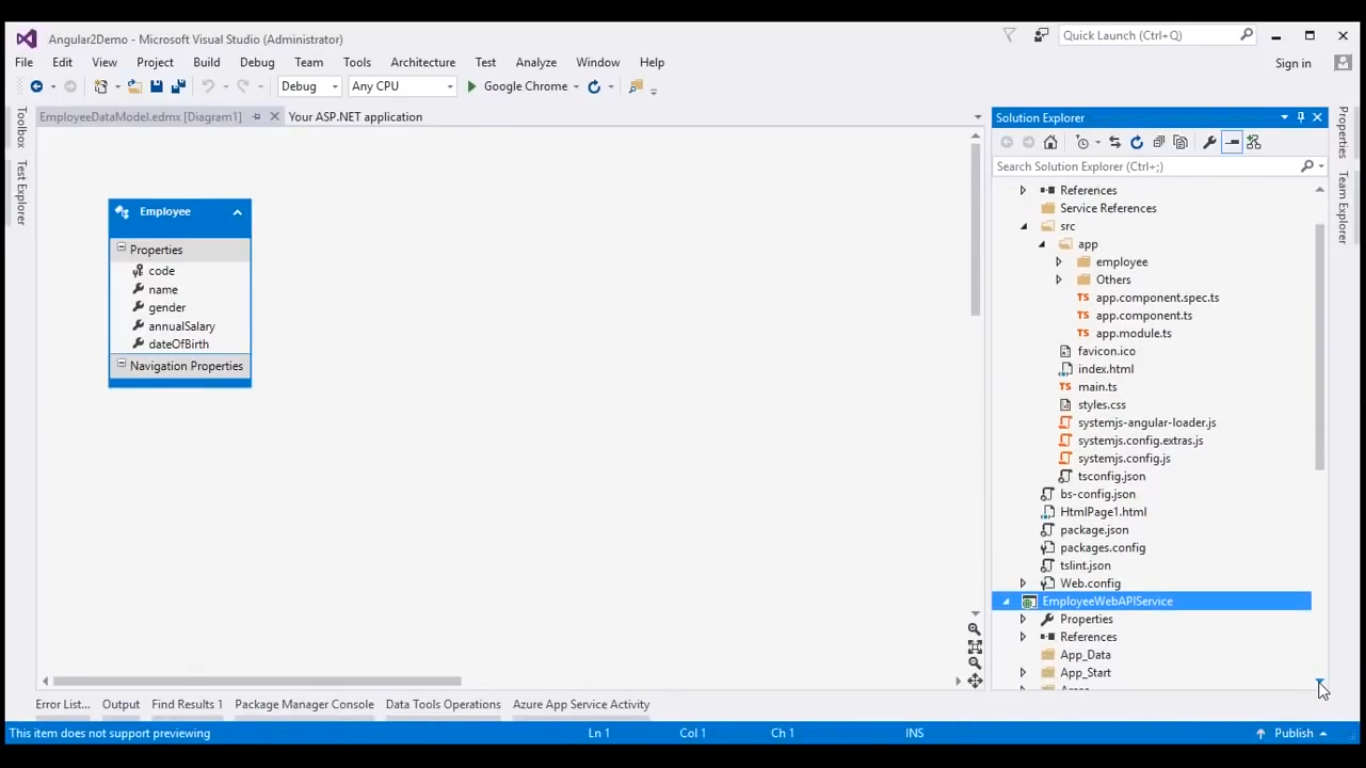 Angular2Demo - Microsoft Visual Studio (Administrator)
Quick Launch (Ctrl+Q)
File Edit View Project Build Debug Team Tools Architecture Test Analyze Window Help
Sign in
Debug Any CPU Google Chrome
Toolbox
Test Explorer
EmployeeDataModel.edmx [Diagram1] Your ASP.NET application
Employee
Properties
code
name
gender
annualSalary
dateOfBirth
Navigation Properties
Solution Explorer
Search Solution Explorer (Ctrl+;)
References
Service References
src
app
employee
Others
TS app.component.spec.ts
TS app.component.ts
TS app.module.ts
favicon.ico
index.html
TS main.ts
styles.css
systemjs-angular-loader.js
systemjs.config.extras.js
systemjs.config.js
tsconfig.json
bs-config.json
HtmlPage1.html
package.json
packages.config
tslint.json
Web.config
EmployeeWebAPIService
Properties
References
App_Data
App_Start
Properties
Team Explorer
Error List... Output Find Results 1 Package Manager Console Data Tools Operations Azure App Service Activity
This item does not support previewing Ln 1 Col 1 Ch 1 INS Publish